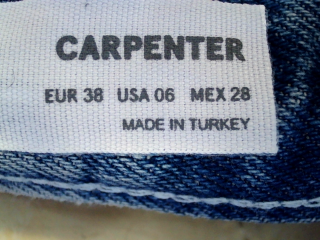 CARPENTER
EUR 38 USA 06 MEX 28
MADE IN TURKEY